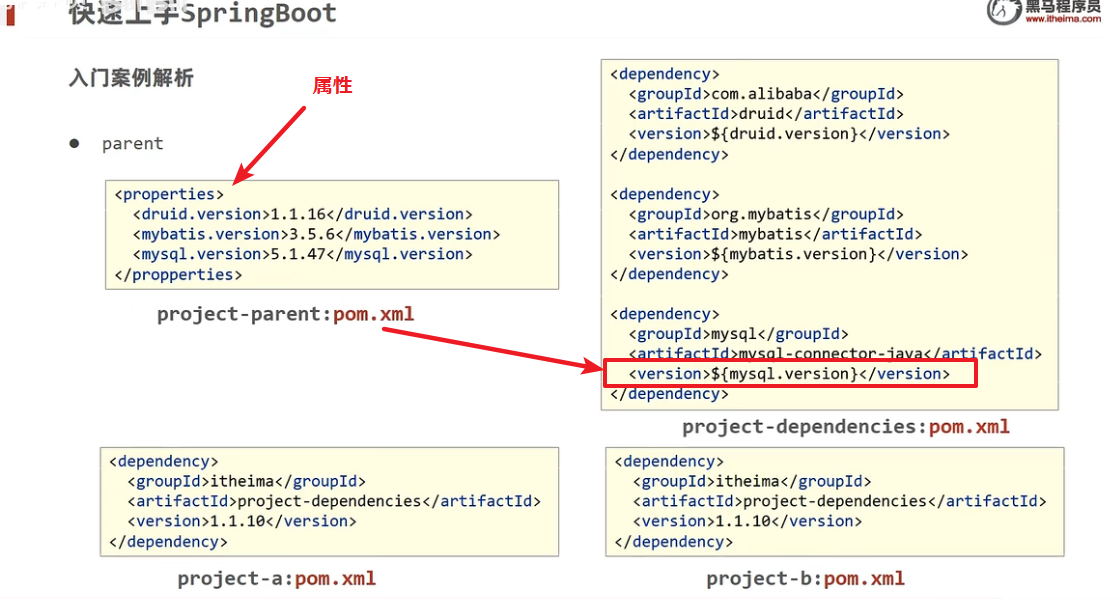 快速上手SpringBoot
黑马程序员
www.itheima.com
入门案例解析
属性
parent
<properties>
<druid.version>1.1.16</druid.version>
<mybatis.version>3.5.6</mybatis.version>
<mysql.version>5.1.47</mysql.version>
</propperties>
project-parent:pom.xml
<dependency>
<groupId>com.alibaba</groupId>
<artifactId>druid</artifactId>
<version>${druid.version}</version>
</dependency>
<dependency>
<groupId>org.mybatis</groupId>
<artifactId>mybatis</artifactId>
<version>${mybatis.version}</version>
</dependency>
<dependency>
<groupId>mysql</groupId>
<artifactId>mysql-connector-java</artifactId>
<version>${mysql.version}</version>
</dependency>
project-dependencies:pom.xml
<dependency>
<groupId>itheima</groupId>
<artifactId>project-dependencies</artifactId>
<version>1.1.10</version>
</dependency>
project-a:pom.xml
<dependency>
<groupId>itheima</groupId>
<artifactId>project-dependencies</artifactId>
<version>1.1.10</version>
</dependency>
project-b:pom.xml